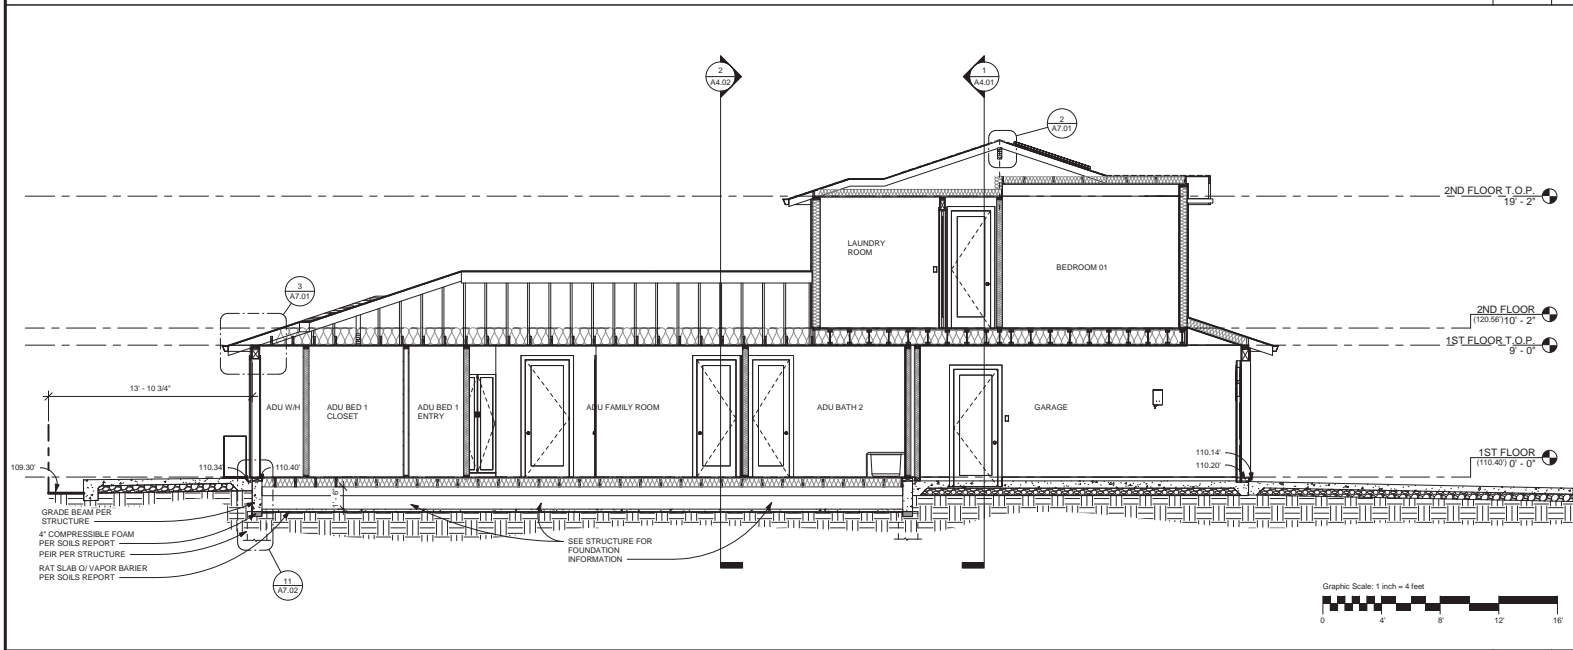 2
A4.02
1
A4.01
2
A7.01
2ND FLOOR T.O.P.
19' - 2"
LAUNDRY
ROOM
BEDROOM 01
3
A7.01
2ND FLOOR
(120.56') 10' - 2"
1ST FLOOR T.O.P.
9' - 0"
13' - 10 3/4"
ADU W/H
ADU BED 1
CLOSET
ADU BED 1
ENTRY
ADU FAMILY ROOM
ADU BATH 2
GARAGE
109.30'
110.34'
110.40'
110.14'
110.20'
1ST FLOOR
(110.40') 0' - 0"
GRADE BEAM PER
STRUCTURE
4" COMPRESSIBLE FOAM
PER SOILS REPORT
PEIR PER STRUCTURE
RAT SLAB O/ VAPOR BARIER
PER SOILS REPORT
SEE STRUCTURE FOR
FOUNDATION
INFORMATION
11
A7.02
Graphic Scale: 1 inch = 4 feet
0 4' 8' 12' 16'